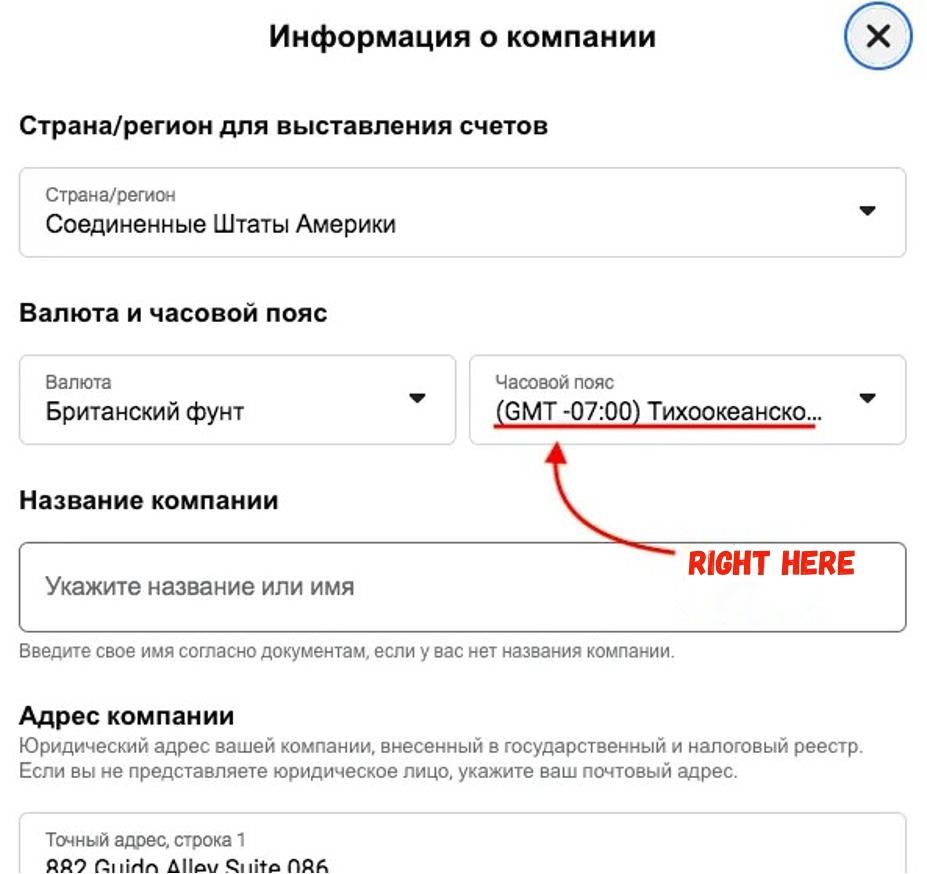 Информация о компании
Страна/регион для выставления счетов
Страна/регион
Соединенные Штаты Америки
Валюта и часовой пояс
Валюта
Британский фунт
Часовой пояс
(GMT -07:00) Тихоокеанско...
Название компании
RIGHT HERE
Укажите название или имя
Введите свое имя согласно документам, если у вас нет названия компании.
Адрес компании
Юридический адрес вашей компании, внесенный в государственный и налоговый реестр.
Если вы не представляете юридическое лицо, укажите ваш почтовый адрес.
Точный адрес, строка 1
882 Guido Alley Suite 086